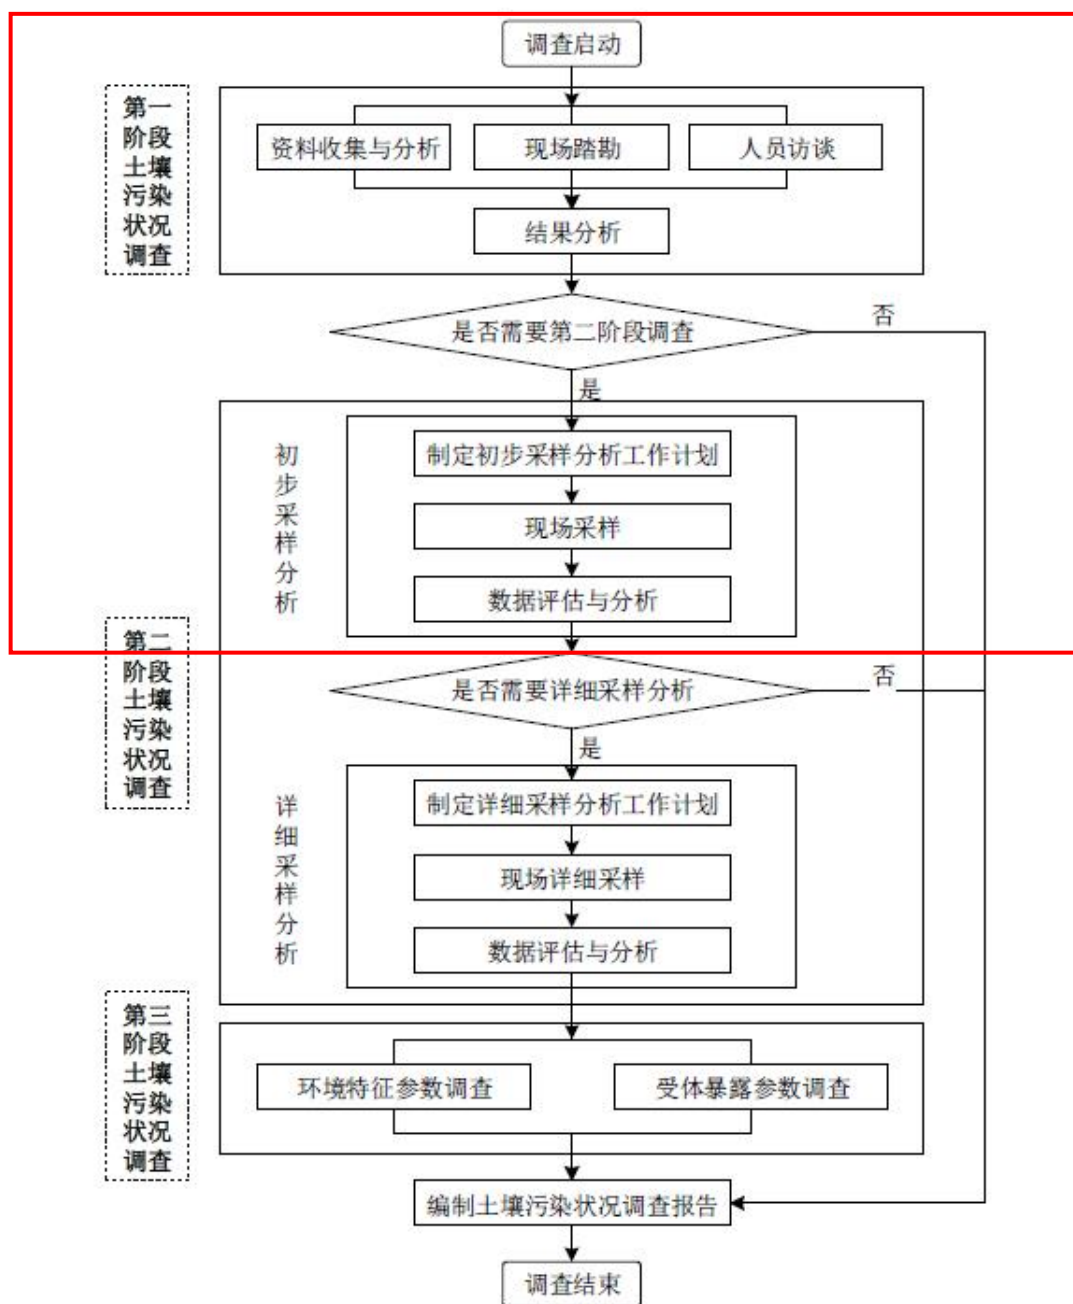 调查启动
第一
阶段
土壤
污染
状况
调查
资料收集与分析
现场踏勘
人员访谈
结果分析
是否需要第二阶段调查
否
是
初
步
采
样
分
析
制定初步采样分析工作计划
现场采样
数据评估与分析
第二
阶段
土壤
污染
状况
调查
是否需要详细采样分析
否
是
详
细
采
样
分
析
制定详细采样分析工作计划
现场详细采样
数据评估与分析
第三
阶段
土壤
污染
状况
调查
环境特征参数调查
受体暴露参数调查
编制土壤污染状况调查报告
调查结束